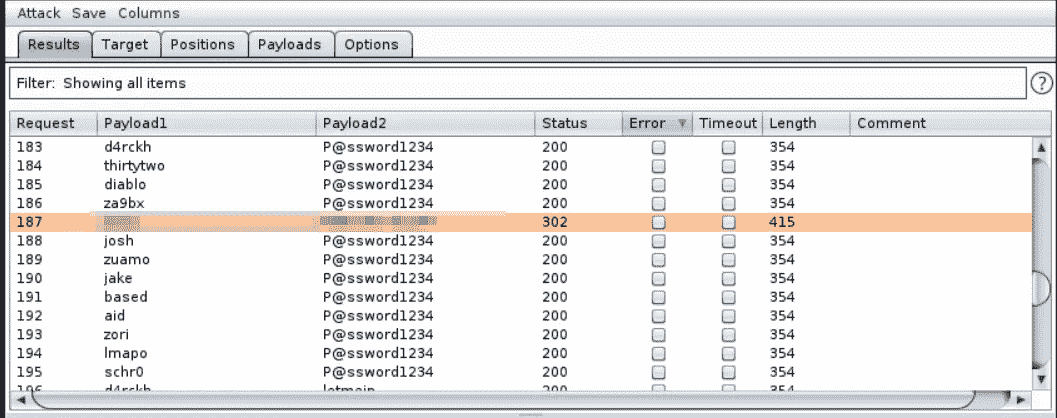 Attack Save Columns
Results Target Positions Payloads Options
Filter: Showing all items ?
Request Payload1 Payload2 Status Error Timeout Length Comment
183 d4rckh P@ssword1234 200 354
184 thirtytwo P@ssword1234 200 354
185 diablo P@ssword1234 200 354
186 za9bx P@ssword1234 200 354
187 302 415
188 josh P@ssword1234 200 354
189 zuamo P@ssword1234 200 354
190 jake P@ssword1234 200 354
191 based P@ssword1234 200 354
192 aid P@ssword1234 200 354
193 zori P@ssword1234 200 354
194 lmapo P@ssword1234 200 354
195 schr0 P@ssword1234 200 354
196 d4rckh letmein 200 354